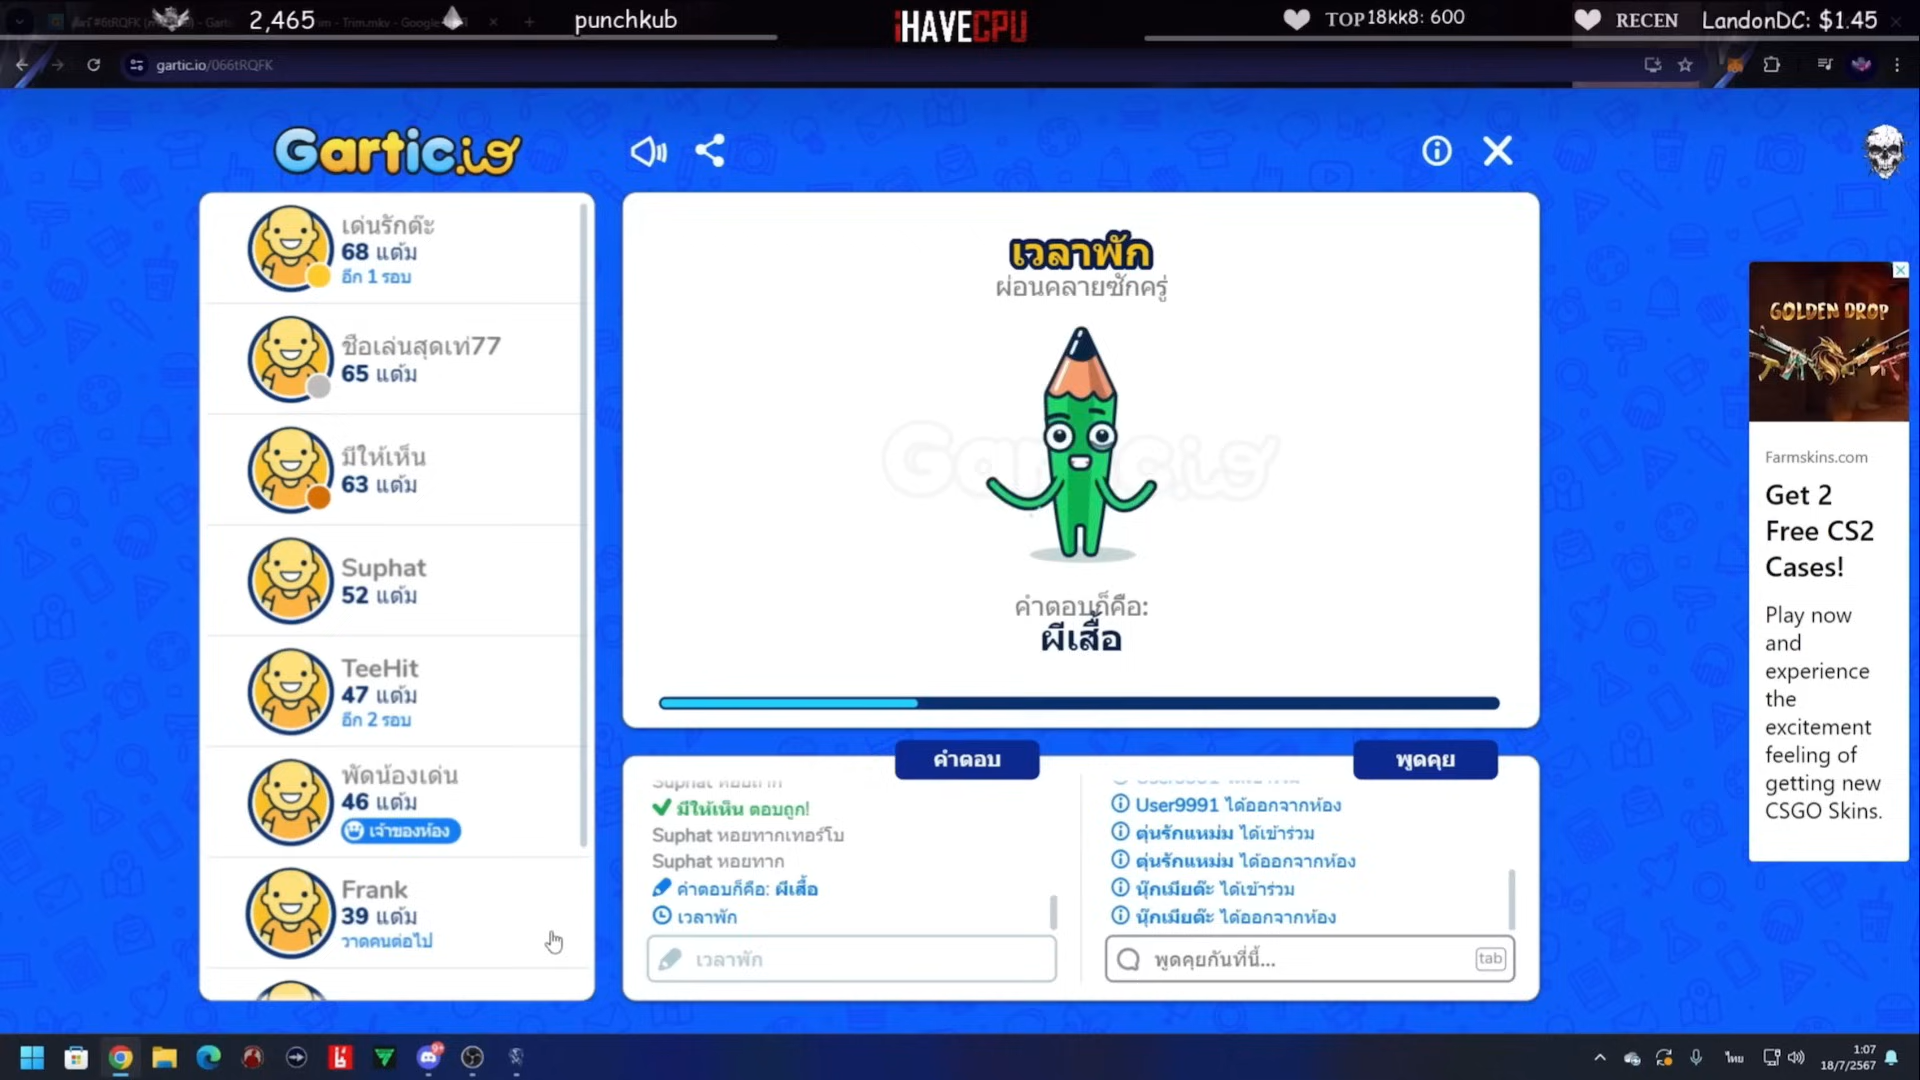 2,465
punchkub
iHAVECPU
TOP 18kk8: 600
RECEN
LandonDC: $1.45
im - Trim.mkv - Google
gartic.io/066tRQFK
Gartic.io
เด่นรักต๊ะ
68 แต้ม
อีก 1 รอบ
ชื่อเล่นสุดเท่77
65 แต้ม
มีให้เห็น
63 แต้ม
Suphat
52 แต้ม
TeeHit
47 แต้ม
อีก 2 รอบ
พัดน้องเด่น
46 แต้ม
เจ้าของห้อง
Frank
39 แต้ม
วาดคนต่อไป
เวลาพัก
ผ่อนคลายซักครู่
Gartic.io
คำตอบก็คือ:
ผีเสื้อ
คำตอบ
มีให้เห็น ตอบถูก!
Suphat หอยทากเทอร์โบ
Suphat หอยทาก
คำตอบก็คือ: ผีเสื้อ
เวลาพัก
เวลาพัก
พูดคุย
User9991 ได้ออกจากห้อง
ตุ่นรักแหม่ม ได้เข้าร่วม
ตุ่นรักแหม่ม ได้ออกจากห้อง
นุ๊กเมียต๊ะ ได้เข้าร่วม
นุ๊กเมียต๊ะ ได้ออกจากห้อง
พูดคุยกันที่นี้...
tab
GOLDEN DROP
Farmskins.com
Get 2
Free CS2
Cases!
Play now
and
experience
the
excitement
feeling of
getting new
CSGO Skins.
ไทย
1:07
18/7/2567